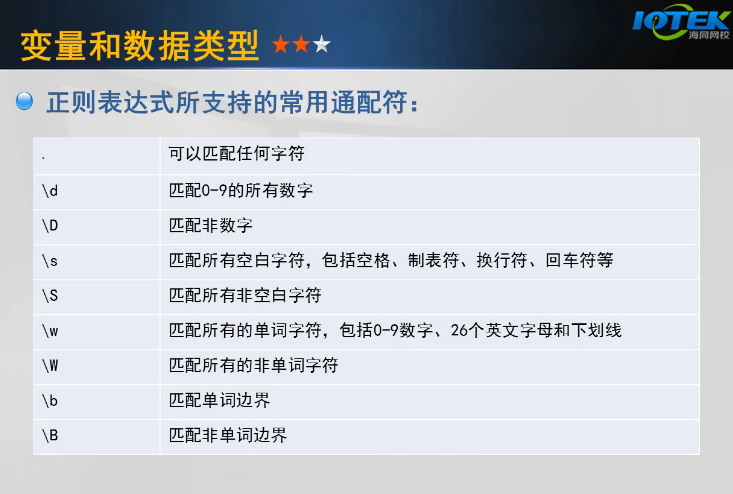 变量和数据类型
IOTEK
海同网校
正则表达式所支持的常用通配符：
. 可以匹配任何字符
\d 匹配0-9的所有数字
\D 匹配非数字
\s 匹配所有空白字符，包括空格、制表符、换行符、回车符等
\S 匹配所有非空白字符
\w 匹配所有的单词字符，包括0-9数字、26个英文字母和下划线
\W 匹配所有的非单词字符
\b 匹配单词边界
\B 匹配非单词边界